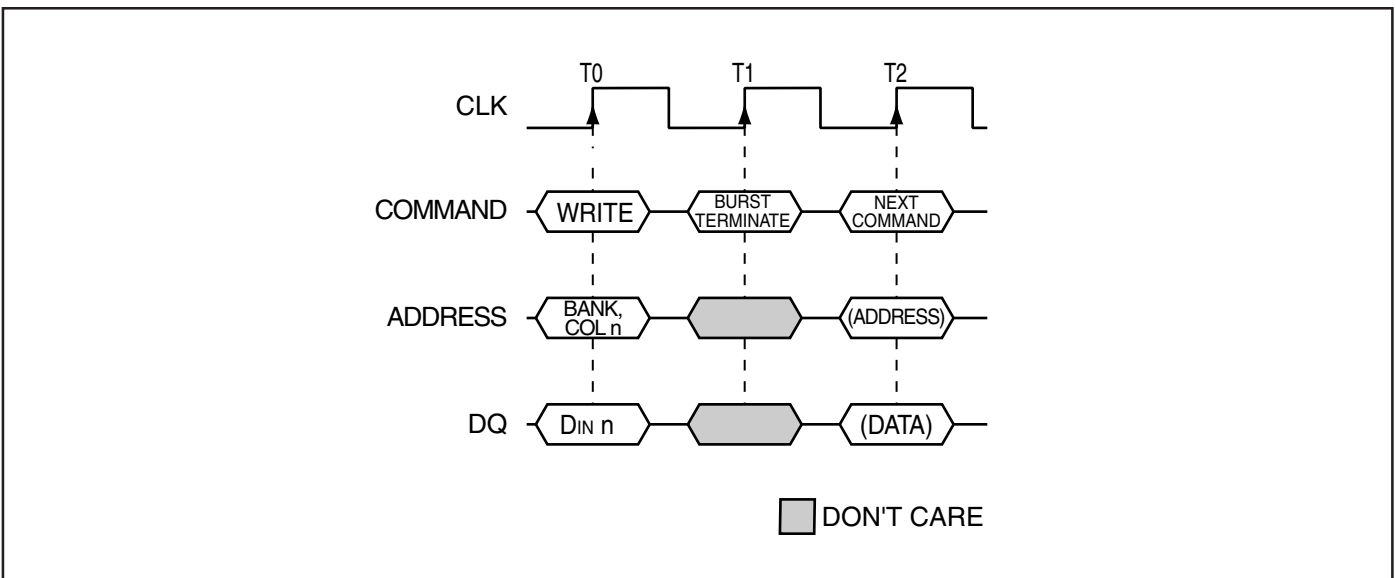 T0 T1 T2
CLK
COMMAND WRITE BURST TERMINATE NEXT COMMAND
ADDRESS BANK, COL n (ADDRESS)
DQ DIN n (DATA)
DON'T CARE